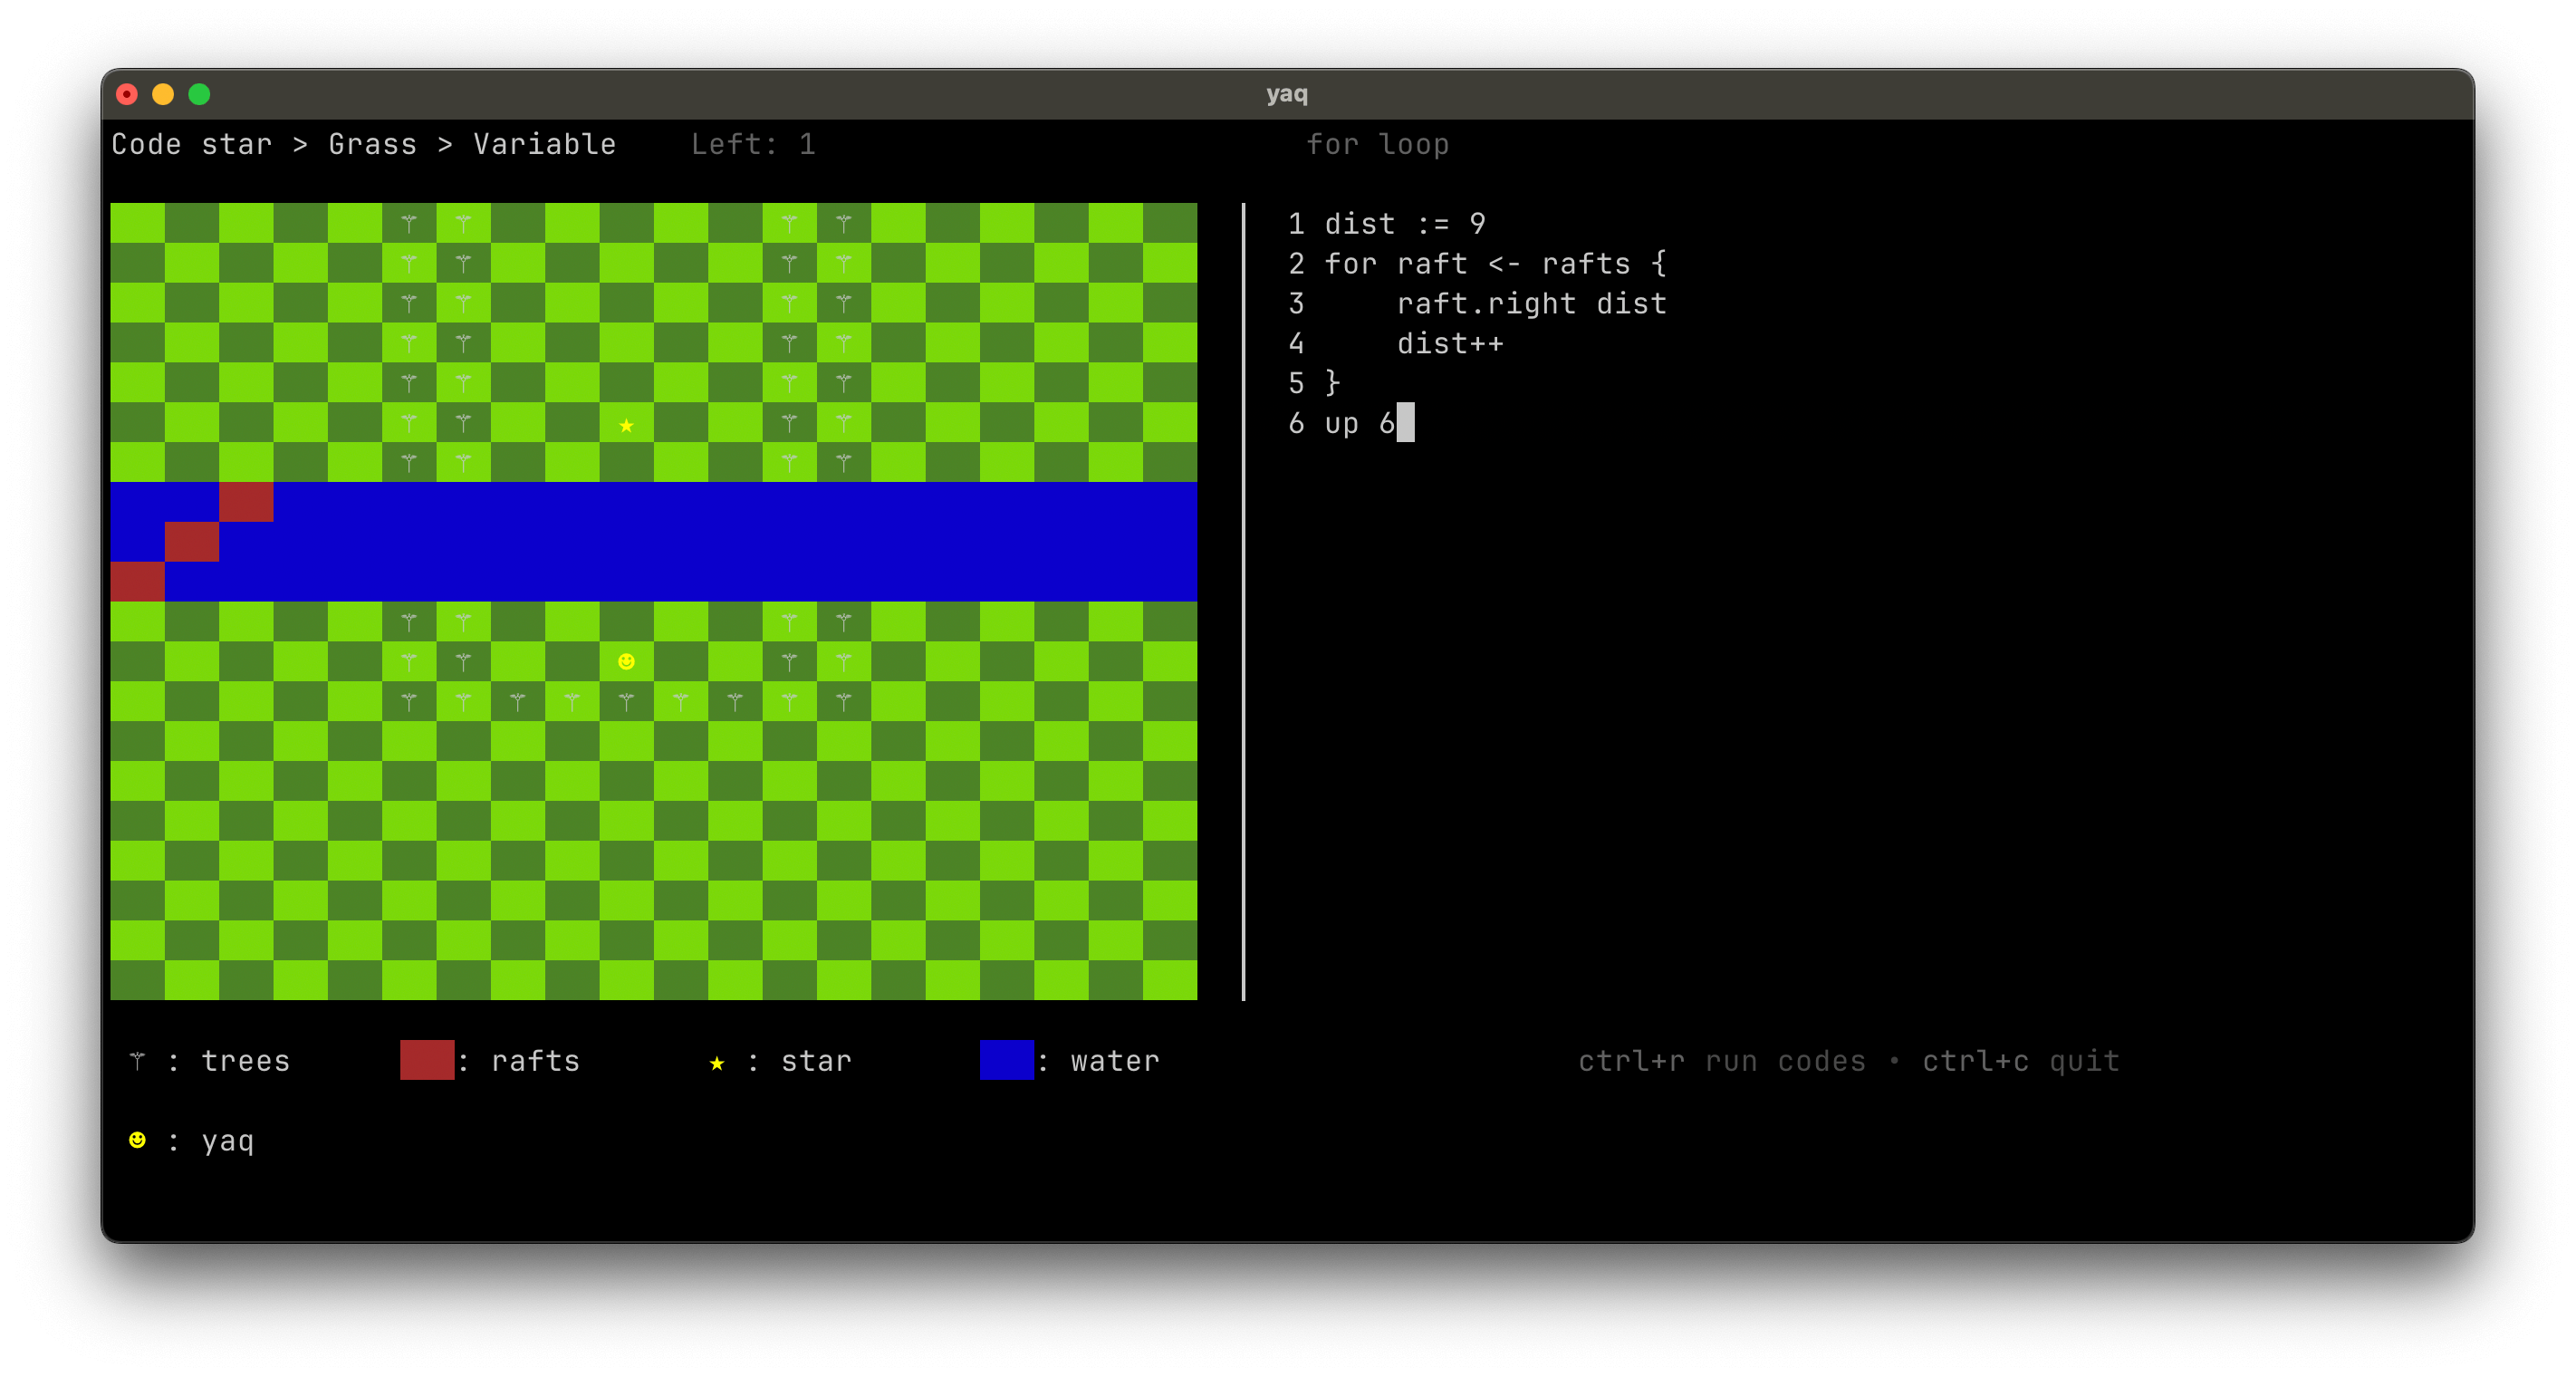 yaq
Code star > Grass > Variable Left: 1
for loop
1 dist := 9
2 for raft <- rafts {
3     raft.right dist
4     dist++
5 }
6 up 6
: trees : rafts ★ : star : water
☻ : yaq
ctrl+r run codes • ctrl+c quit